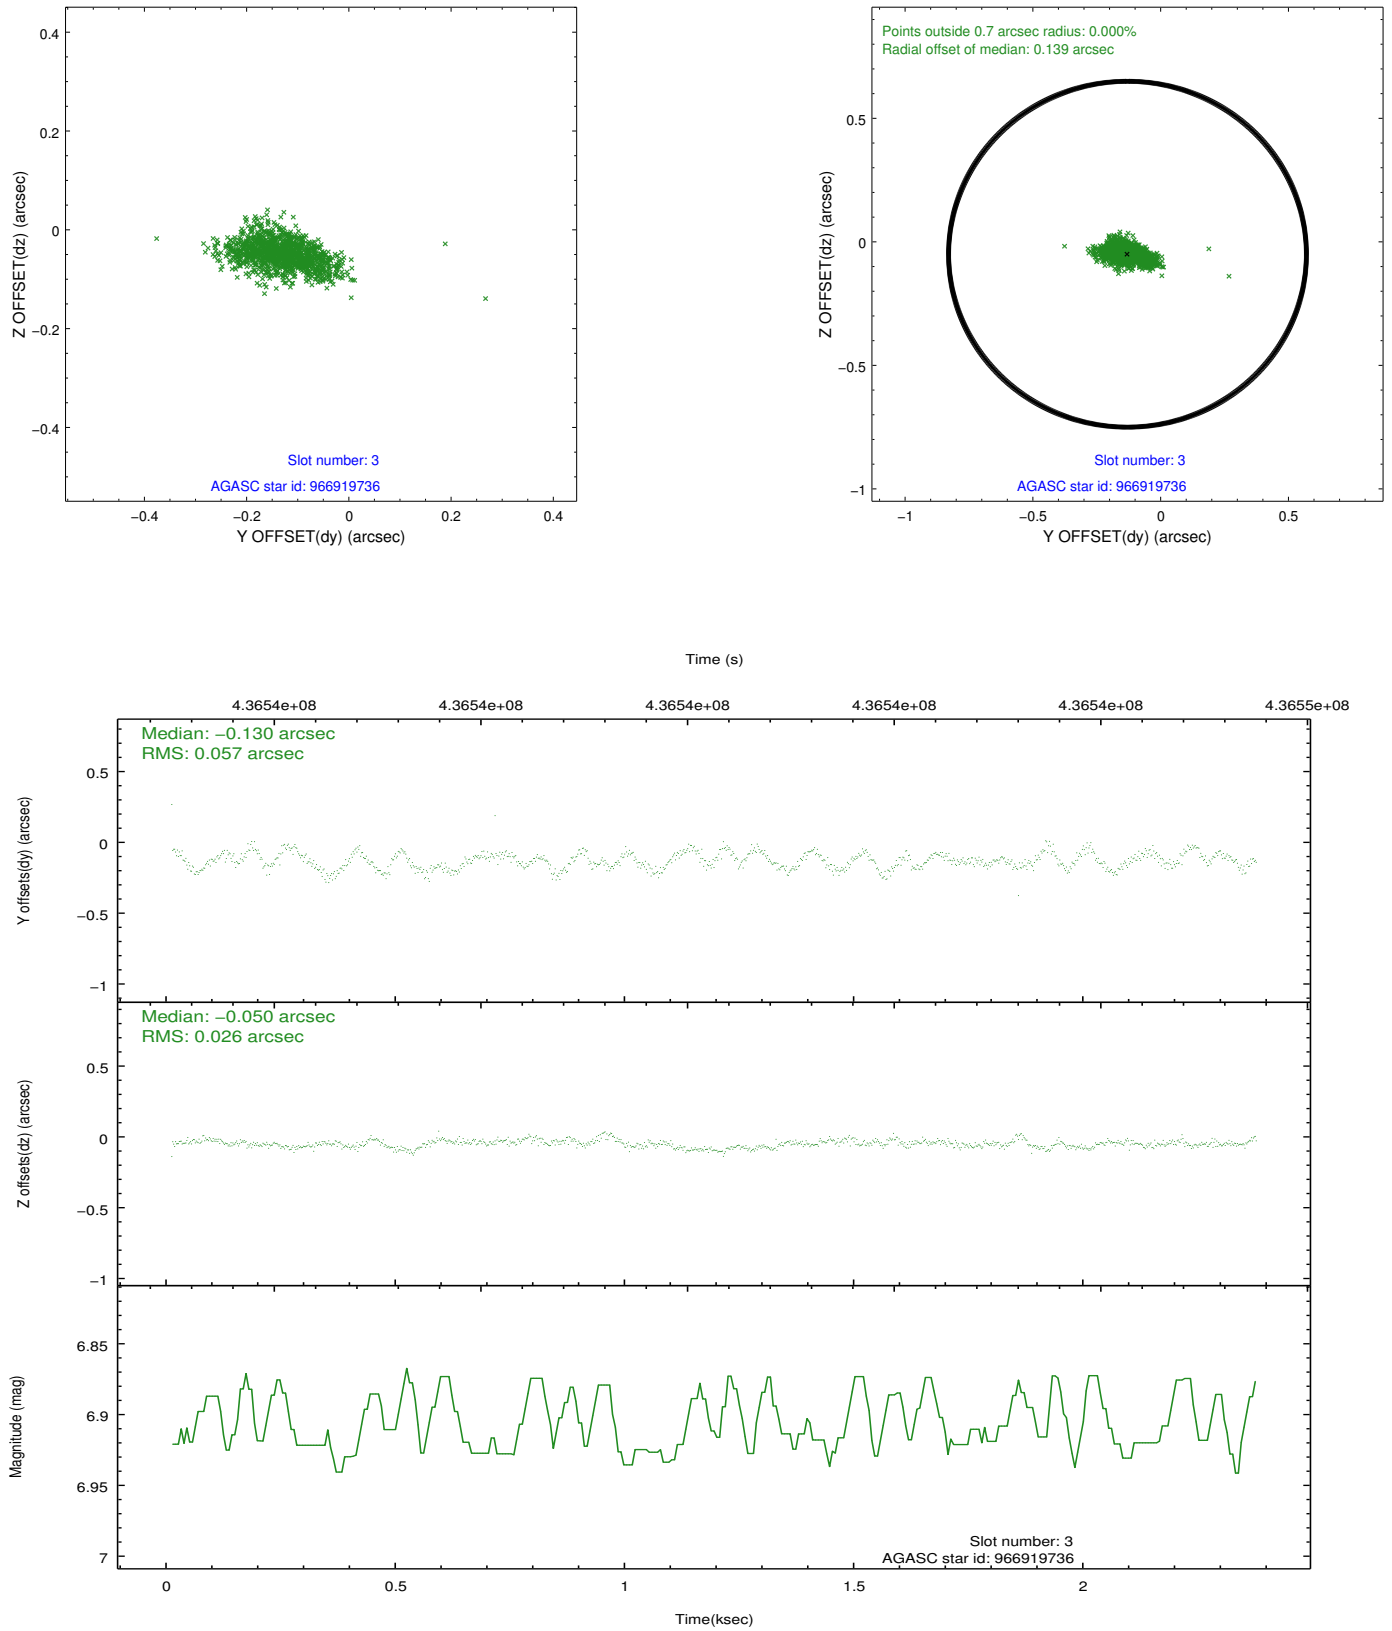 0.4
0.2
0
−0.2
−0.4
Z OFFSET(dz) (arcsec)
Slot number: 3
AGASC star id: 966919736
−0.4 −0.2 0 0.2 0.4
Y OFFSET(dy) (arcsec)
Points outside 0.7 arcsec radius: 0.000%
Radial offset of median: 0.139 arcsec
0.5
0
−0.5
−1
Z OFFSET(dz) (arcsec)
Slot number: 3
AGASC star id: 966919736
−1 −0.5 0 0.5
Y OFFSET(dy) (arcsec)
Time (s)
4.3654e+08 4.3654e+08 4.3654e+08 4.3654e+08 4.3654e+08 4.3655e+08
Median: −0.130 arcsec
RMS: 0.057 arcsec
0.5
0
−0.5
−1
Y offsets(dy) (arcsec)
Median: −0.050 arcsec
RMS: 0.026 arcsec
0.5
0
−0.5
−1
Z offsets(dz) (arcsec)
6.85
6.9
6.95
7
Magnitude (mag)
Slot number: 3
AGASC star id: 966919736
0 0.5 1 1.5 2
Time(ksec)